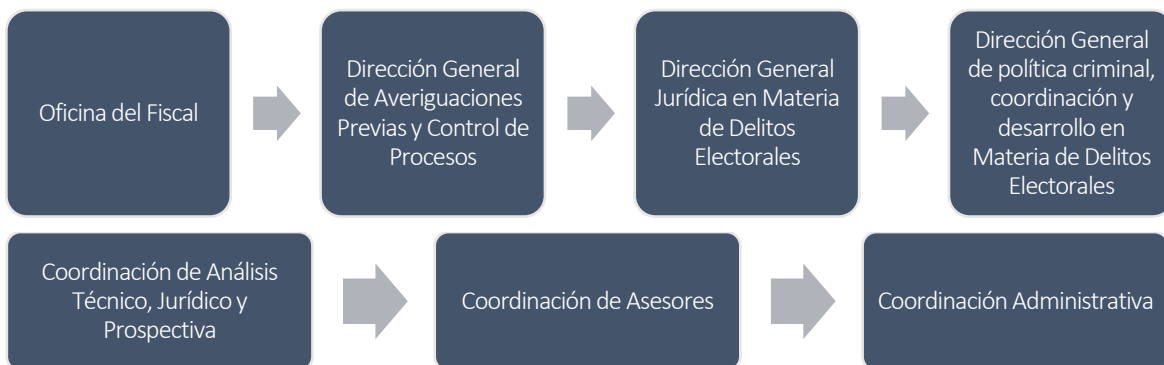 Oficina del Fiscal
Dirección General
de Averiguaciones
Previas y Control de
Procesos
Dirección General
Jurídica en Materia
de Delitos
Electorales
Dirección General
de política criminal,
coordinación y
desarrollo en
Materia de Delitos
Electorales
Coordinación de Análisis
Técnico, Jurídico y
Prospectiva
Coordinación de Asesores
Coordinación Administrativa